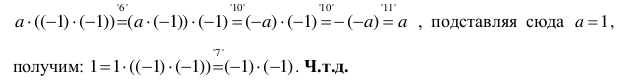 a·((−1)·(−1))='6'(a·(−1))·(−1)='10'(−a)·(−1)='10'−(−a)='11'a , подставляя сюда a=1,
получим: 1=1·((−1)·(−1))='7'(−1)·(−1). Ч.т.д.